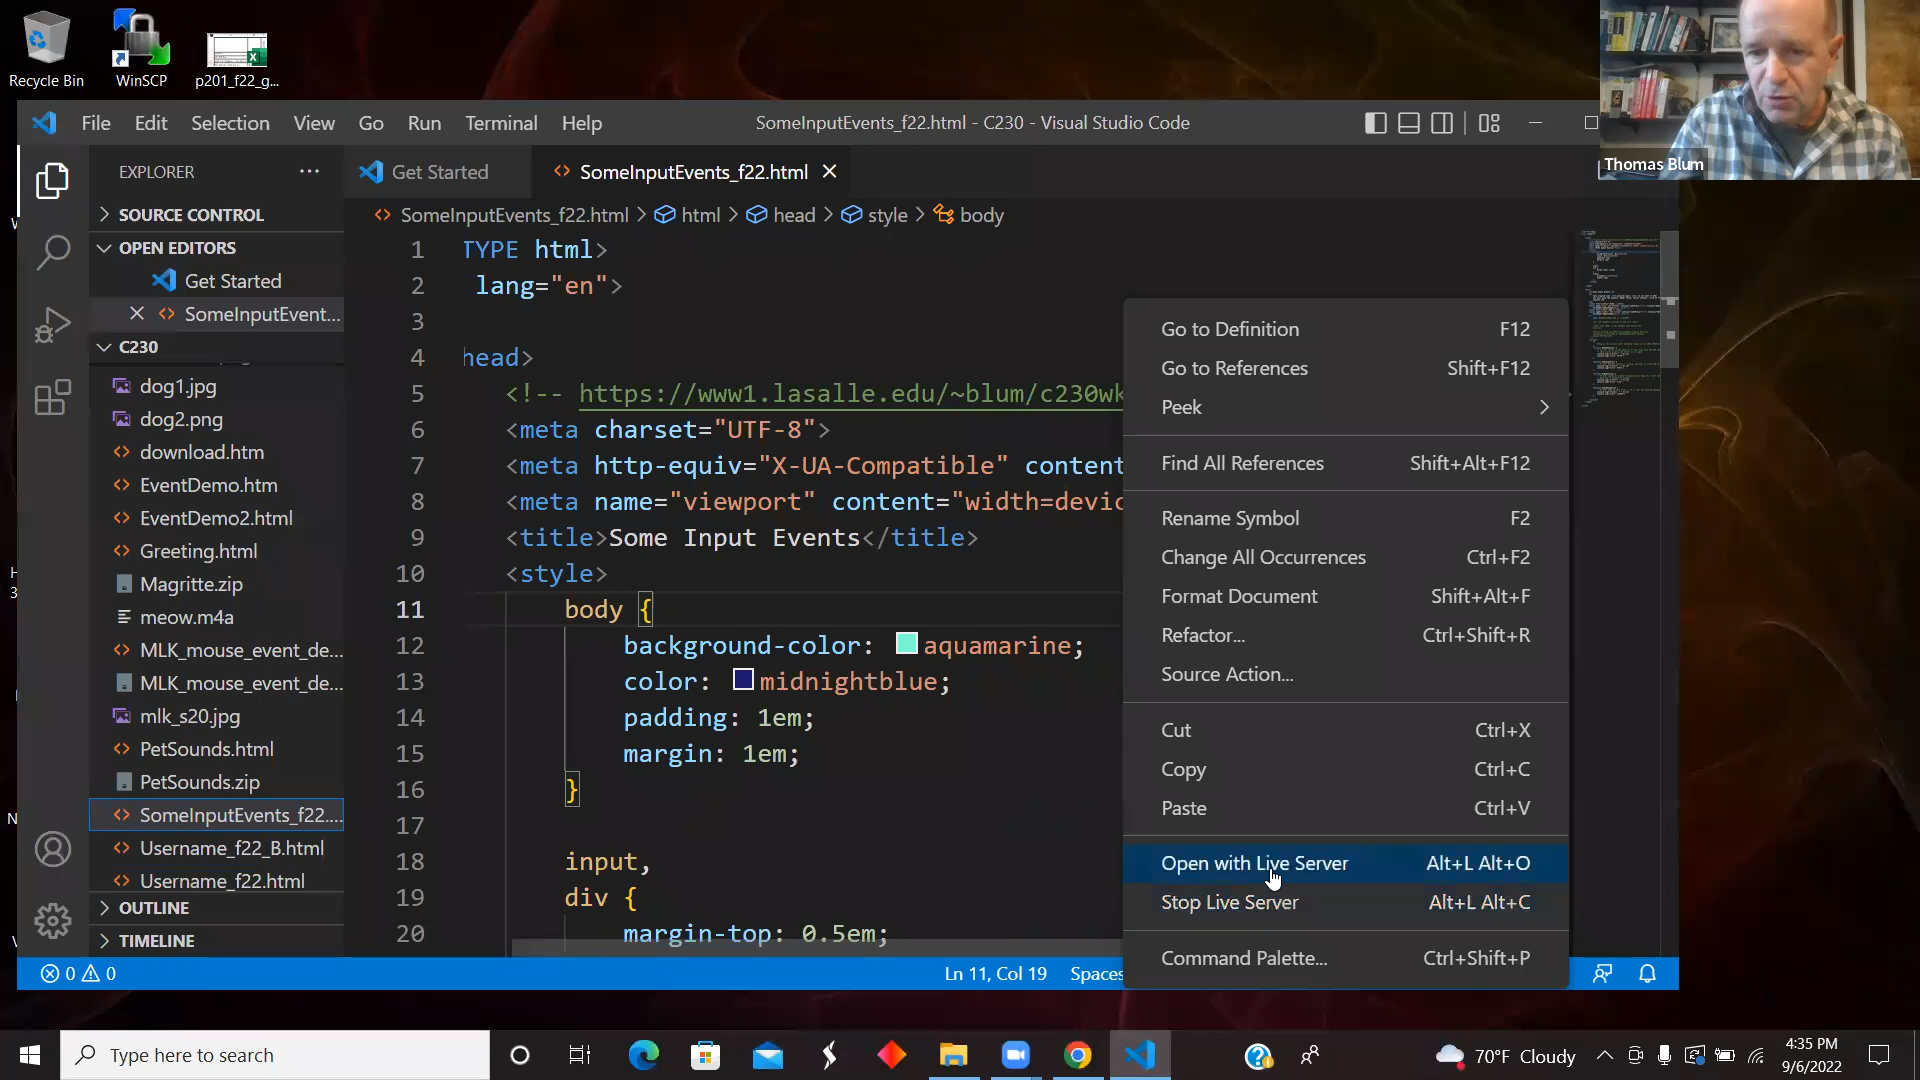 Recycle Bin
WinSCP
p201_f22_g...
Thomas Blum
File Edit Selection View Go Run Terminal Help
SomeInputEvents_f22.html - C230 - Visual Studio Code
EXPLORER
SOURCE CONTROL
OPEN EDITORS
Get Started
SomeInputEvent...
C230
dog1.jpg
dog2.png
download.htm
EventDemo.htm
EventDemo2.html
Greeting.html
Magritte.zip
meow.m4a
MLK_mouse_event_de...
MLK_mouse_event_de...
mlk_s20.jpg
PetSounds.html
PetSounds.zip
SomeInputEvents_f22....
Username_f22_B.html
Username_f22.html
OUTLINE
TIMELINE
Get Started
SomeInputEvents_f22.html
SomeInputEvents_f22.html > html > head > style > body
1 TYPE html>
2 lang="en">
3
4 head>
5 <!-- https://www1.lasalle.edu/~blum/c230wk
6 <meta charset="UTF-8">
7 <meta http-equiv="X-UA-Compatible" content
8 <meta name="viewport" content="width=devic
9 <title>Some Input Events</title>
10 <style>
11 body {
12 background-color: aquamarine;
13 color: midnightblue;
14 padding: 1em;
15 margin: 1em;
16 }
17
18 input,
19 div {
20 margin-top: 0.5em;
Go to Definition F12
Go to References Shift+F12
Peek
Find All References Shift+Alt+F12
Rename Symbol F2
Change All Occurrences Ctrl+F2
Format Document Shift+Alt+F
Refactor... Ctrl+Shift+R
Source Action...
Cut Ctrl+X
Copy Ctrl+C
Paste Ctrl+V
Open with Live Server Alt+L Alt+O
Stop Live Server Alt+L Alt+C
Command Palette... Ctrl+Shift+P
0 0
Ln 11, Col 19 Spaces
Type here to search
70°F Cloudy
4:35 PM
9/6/2022